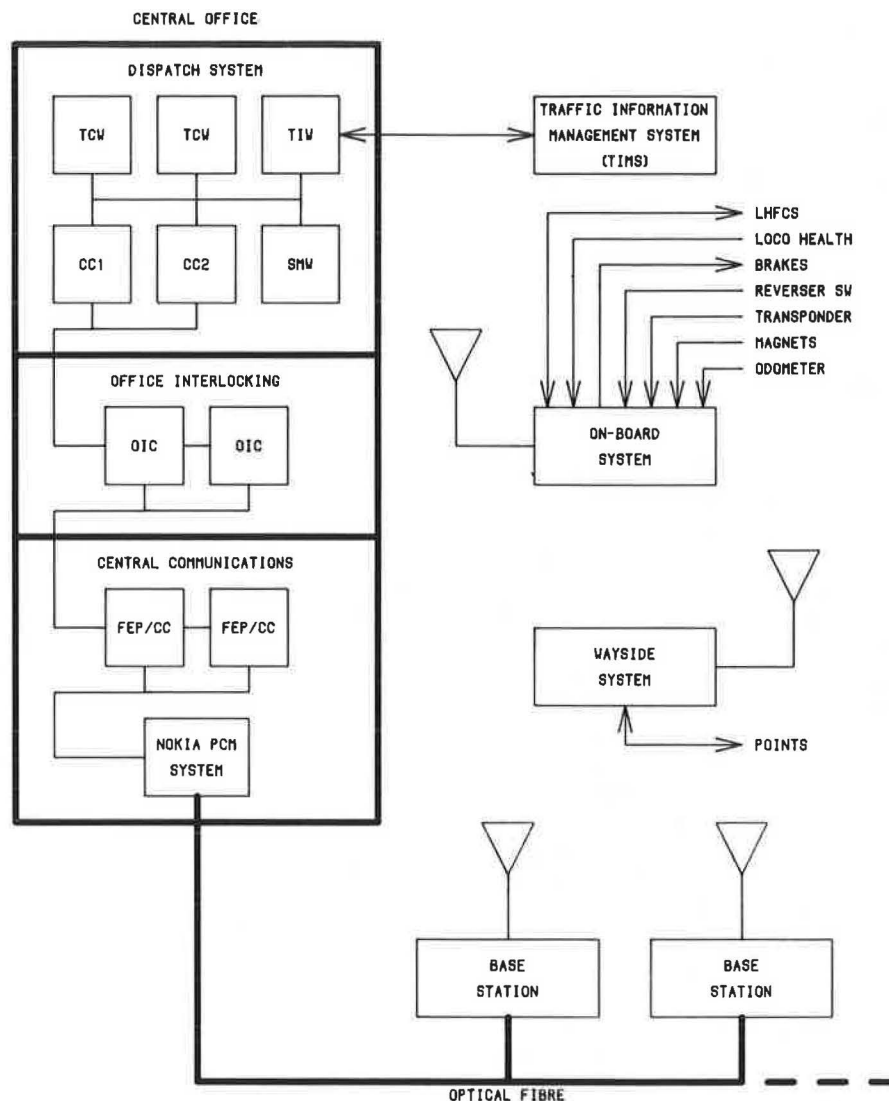 CENTRAL OFFICE
DISPATCH SYSTEM
TCW
TCW
TIW
TRAFFIC INFORMATION
MANAGEMENT SYSTEM
(TIMS)
CC1
CC2
SMW
LHFCS
LOCO HEALTH
BRAKES
REVERSER SW
TRANSPONDER
MAGNETS
ODOMETER
ON-BOARD
SYSTEM
OFFICE INTERLOCKING
OIC
OIC
CENTRAL COMMUNICATIONS
FEP/CC
FEP/CC
NOKIA PCM
SYSTEM
WAYSIDE
SYSTEM
POINTS
BASE
STATION
BASE
STATION
OPTICAL FIBRE